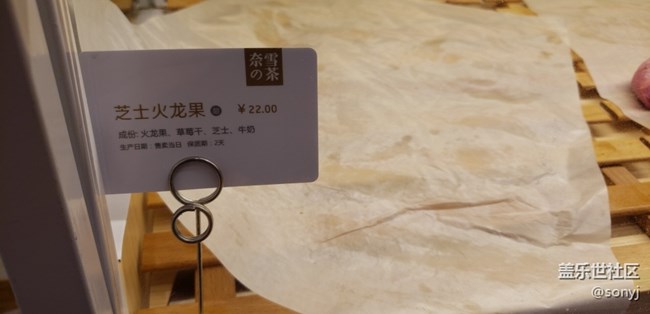 奈雪の茶
芝士火龙果 ￥22.00
成份:火龙果、草莓干、芝士、牛奶
生产日期：售卖当日 保质期：2天
盖乐世社区
@sonyj